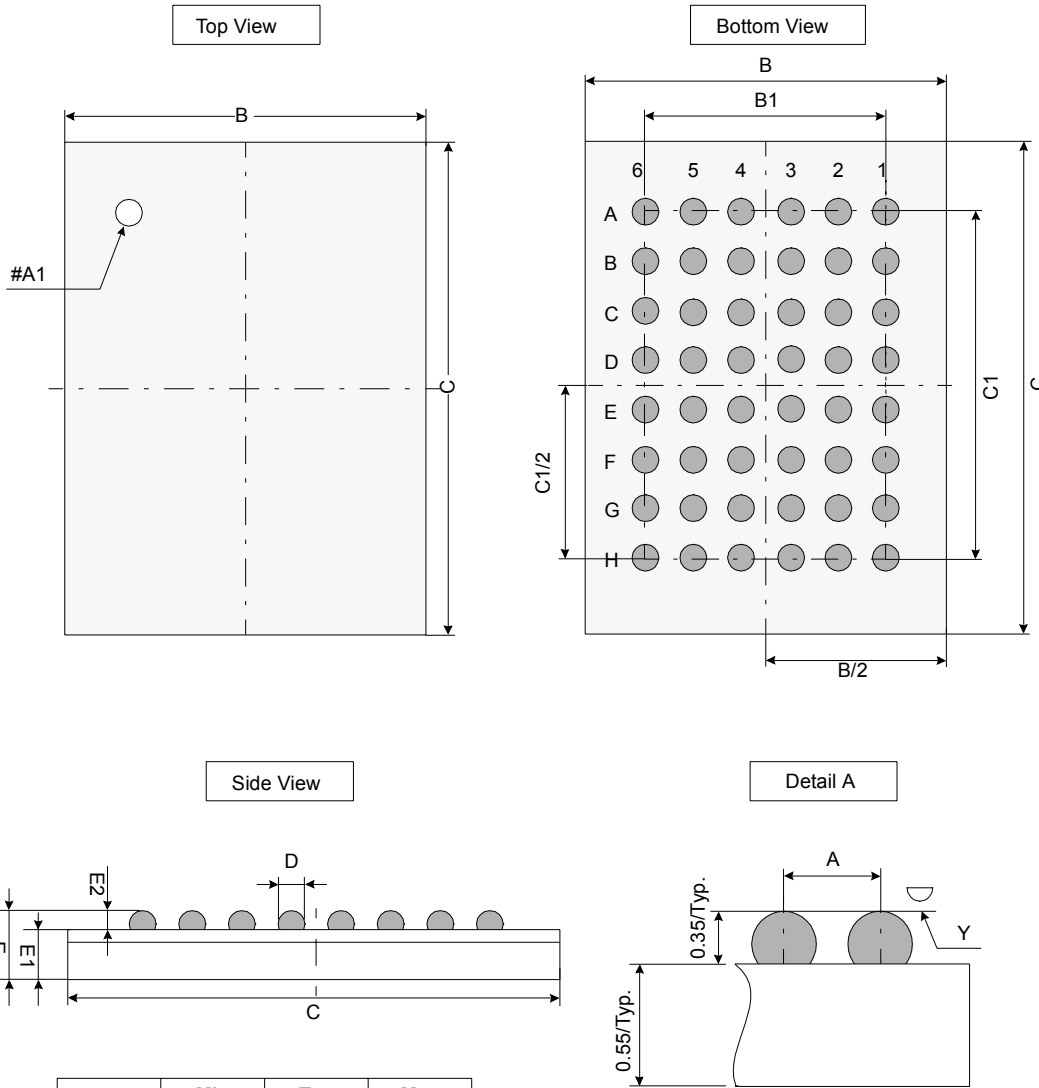 Top View
Bottom View
B
B
B1
6 5 4 3 2 1
A
#A1
B
C
D
C
C1
C
E
C1/2
F
G
H
B/2
Side View
Detail A
D
A
E2
E1
0.35/Typ.
Y
C
0.55/Typ.